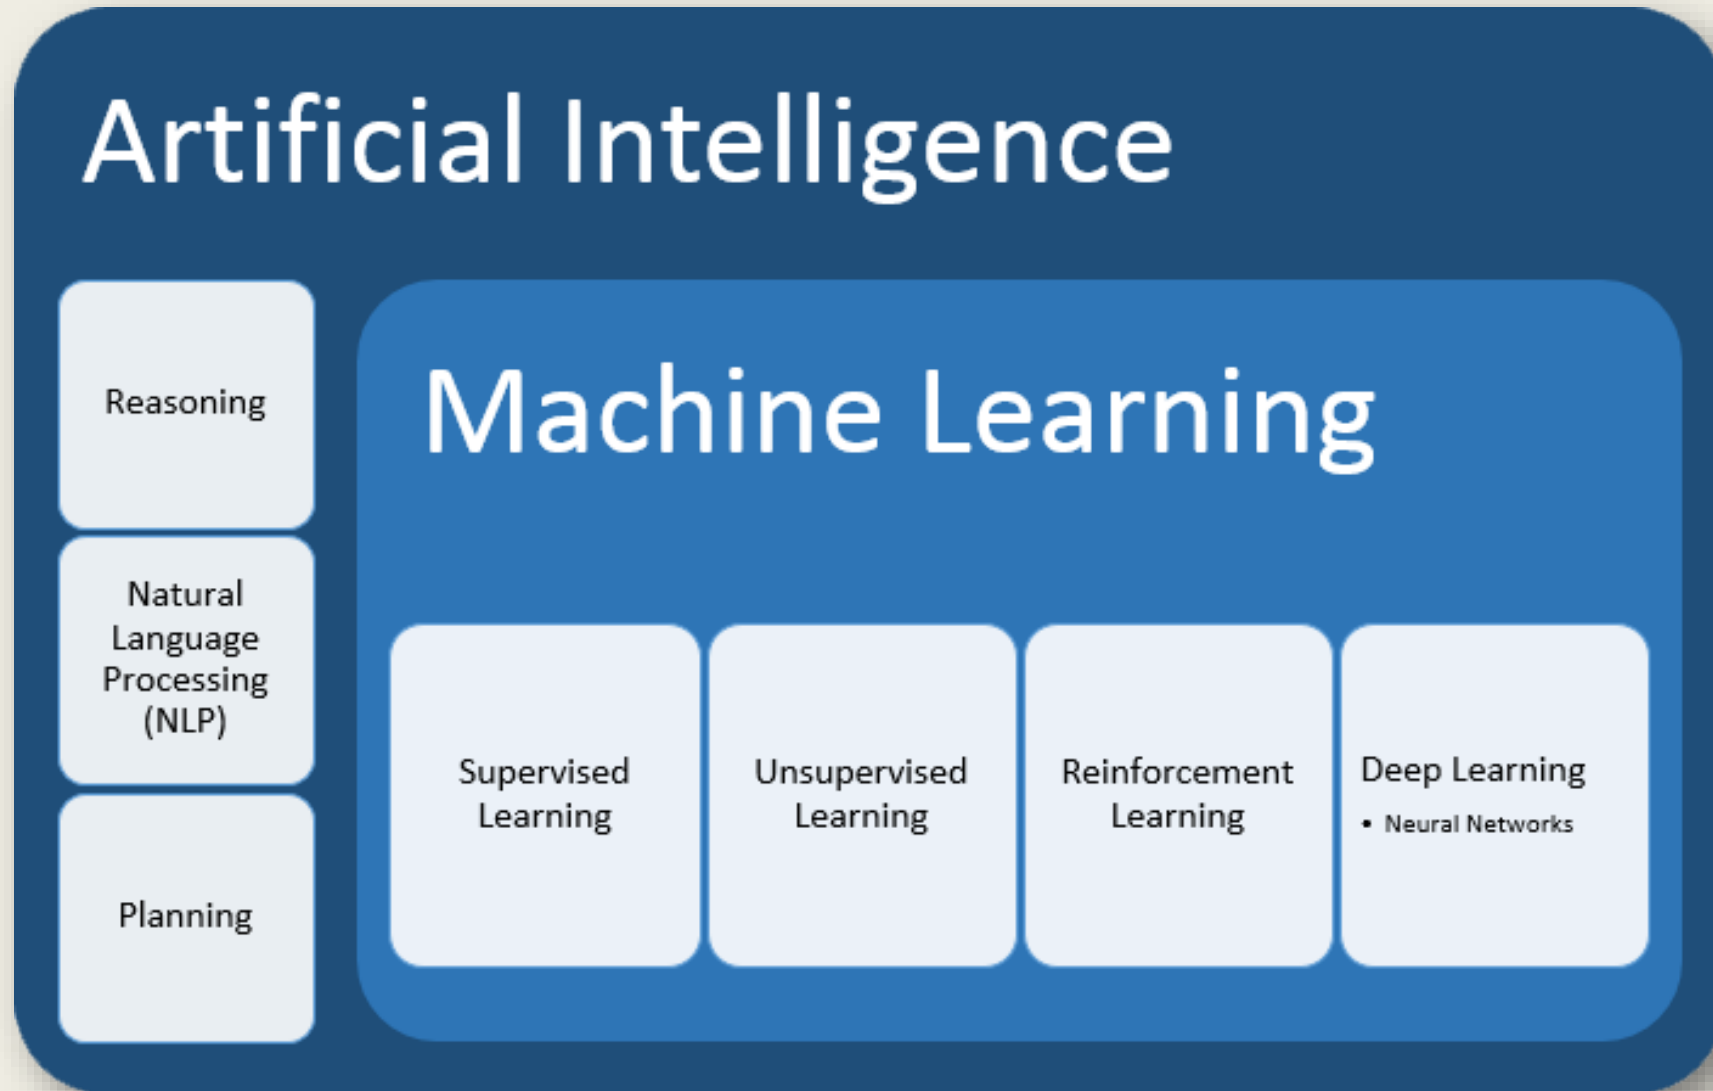 Artificial Intelligence
Reasoning
Natural
Language
Processing
(NLP)
Planning
Machine Learning
Supervised
Learning
Unsupervised
Learning
Reinforcement
Learning
Deep Learning
• Neural Networks